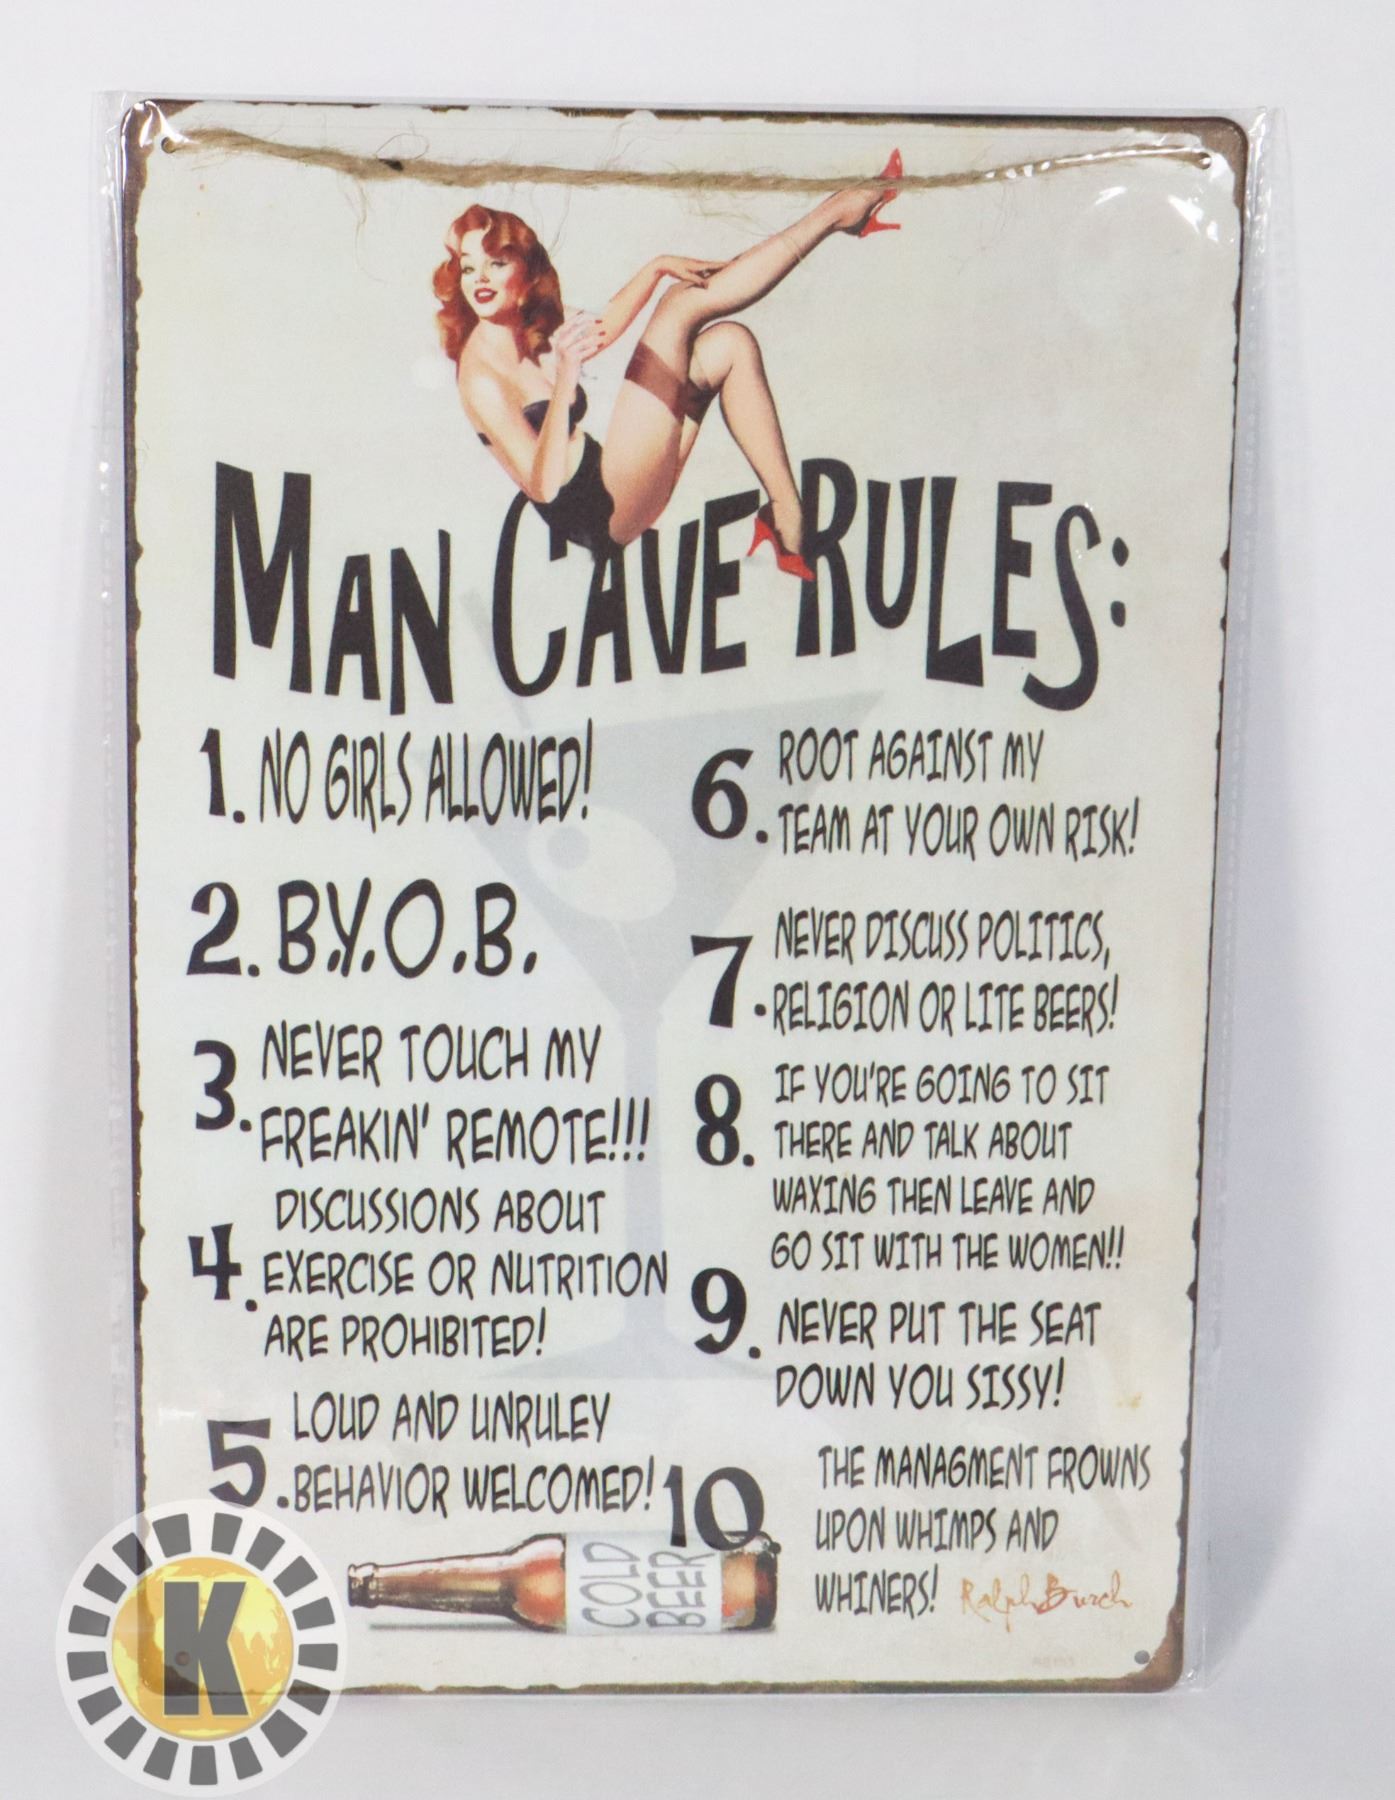 MAN CAVE RULES:
1. NO GIRLS ALLOWED!
2. B.Y.O.B.
3. NEVER TOUCH MY
FREAKIN' REMOTE!!!
4. DISCUSSIONS ABOUT
EXERCISE OR NUTRITION
ARE PROHIBITED!
5. LOUD AND UNRULEY
BEHAVIOR WELCOMED!
6. ROOT AGAINST MY
TEAM AT YOUR OWN RISK!
7. NEVER DISCUSS POLITICS,
RELIGION OR LITE BEERS!
8. IF YOU'RE GOING TO SIT
THERE AND TALK ABOUT
WAXING THEN LEAVE AND
GO SIT WITH THE WOMEN!!
9. NEVER PUT THE SEAT
DOWN YOU SISSY!
10. THE MANAGMENT FROWNS
UPON WHIMPS AND
WHINERS!
Ralph Burch
COLD
BEER
K